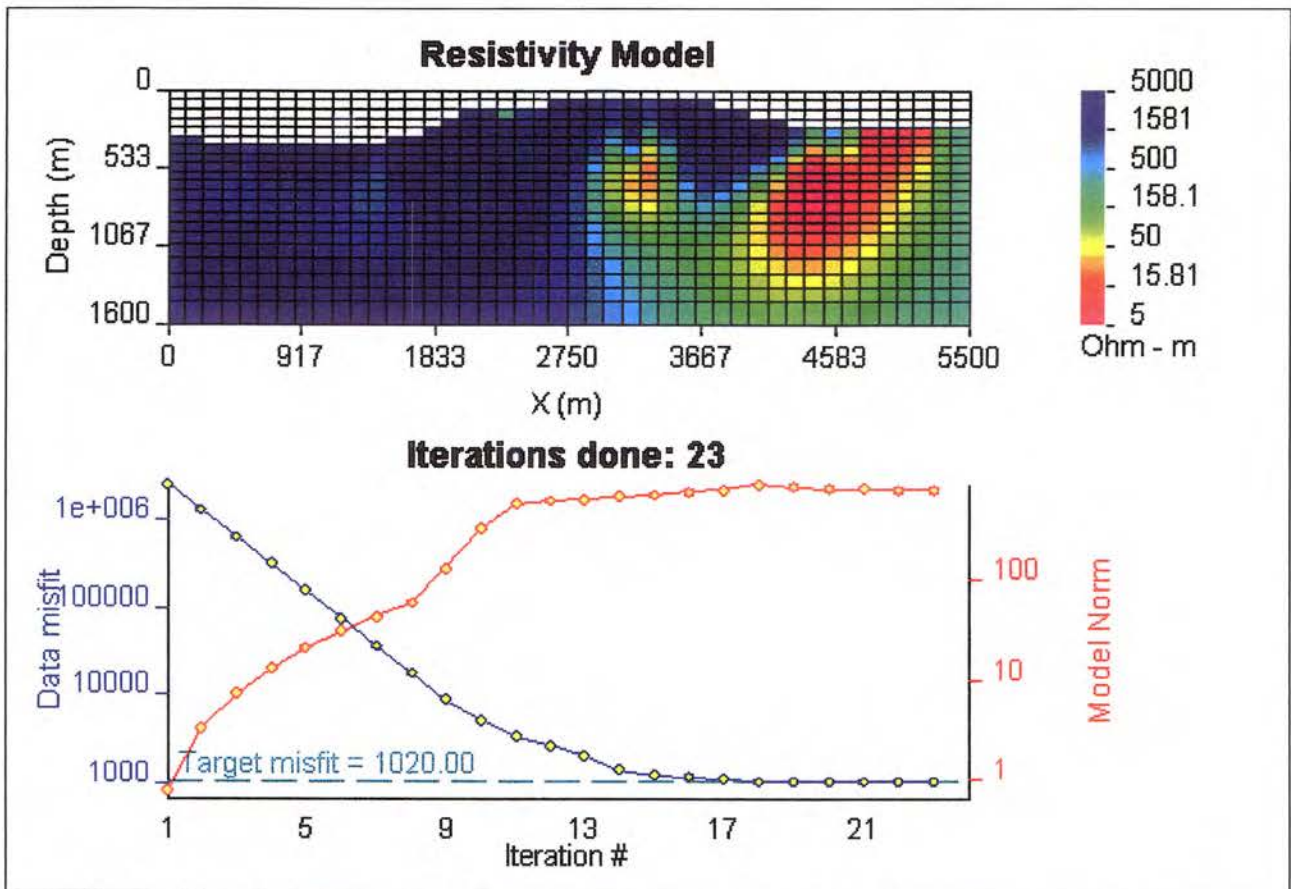 Resistivity Model
Depth (m)
0
533
1067
1600
0 917 1833 2750 3667 4583 5500
X (m)
5000
1581
500
158.1
50
15.81
5
Ohm - m
Iterations done: 23
Data misfit
1e+006
100000
10000
1000
Target misfit = 1020.00
100
10
1
Model Norm
1 5 9 13 17 21
Iteration #